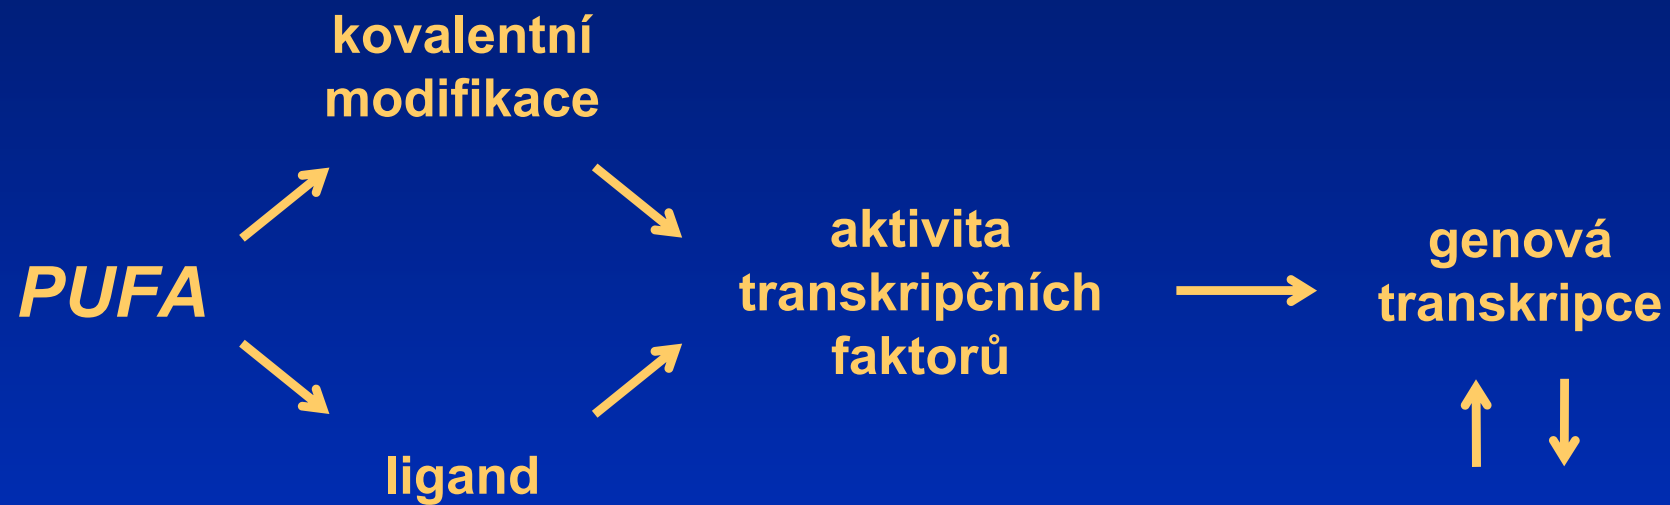 kovalentní
modifikace
PUFA
aktivita
transkripčních
faktorů
genová
transkripce
ligand